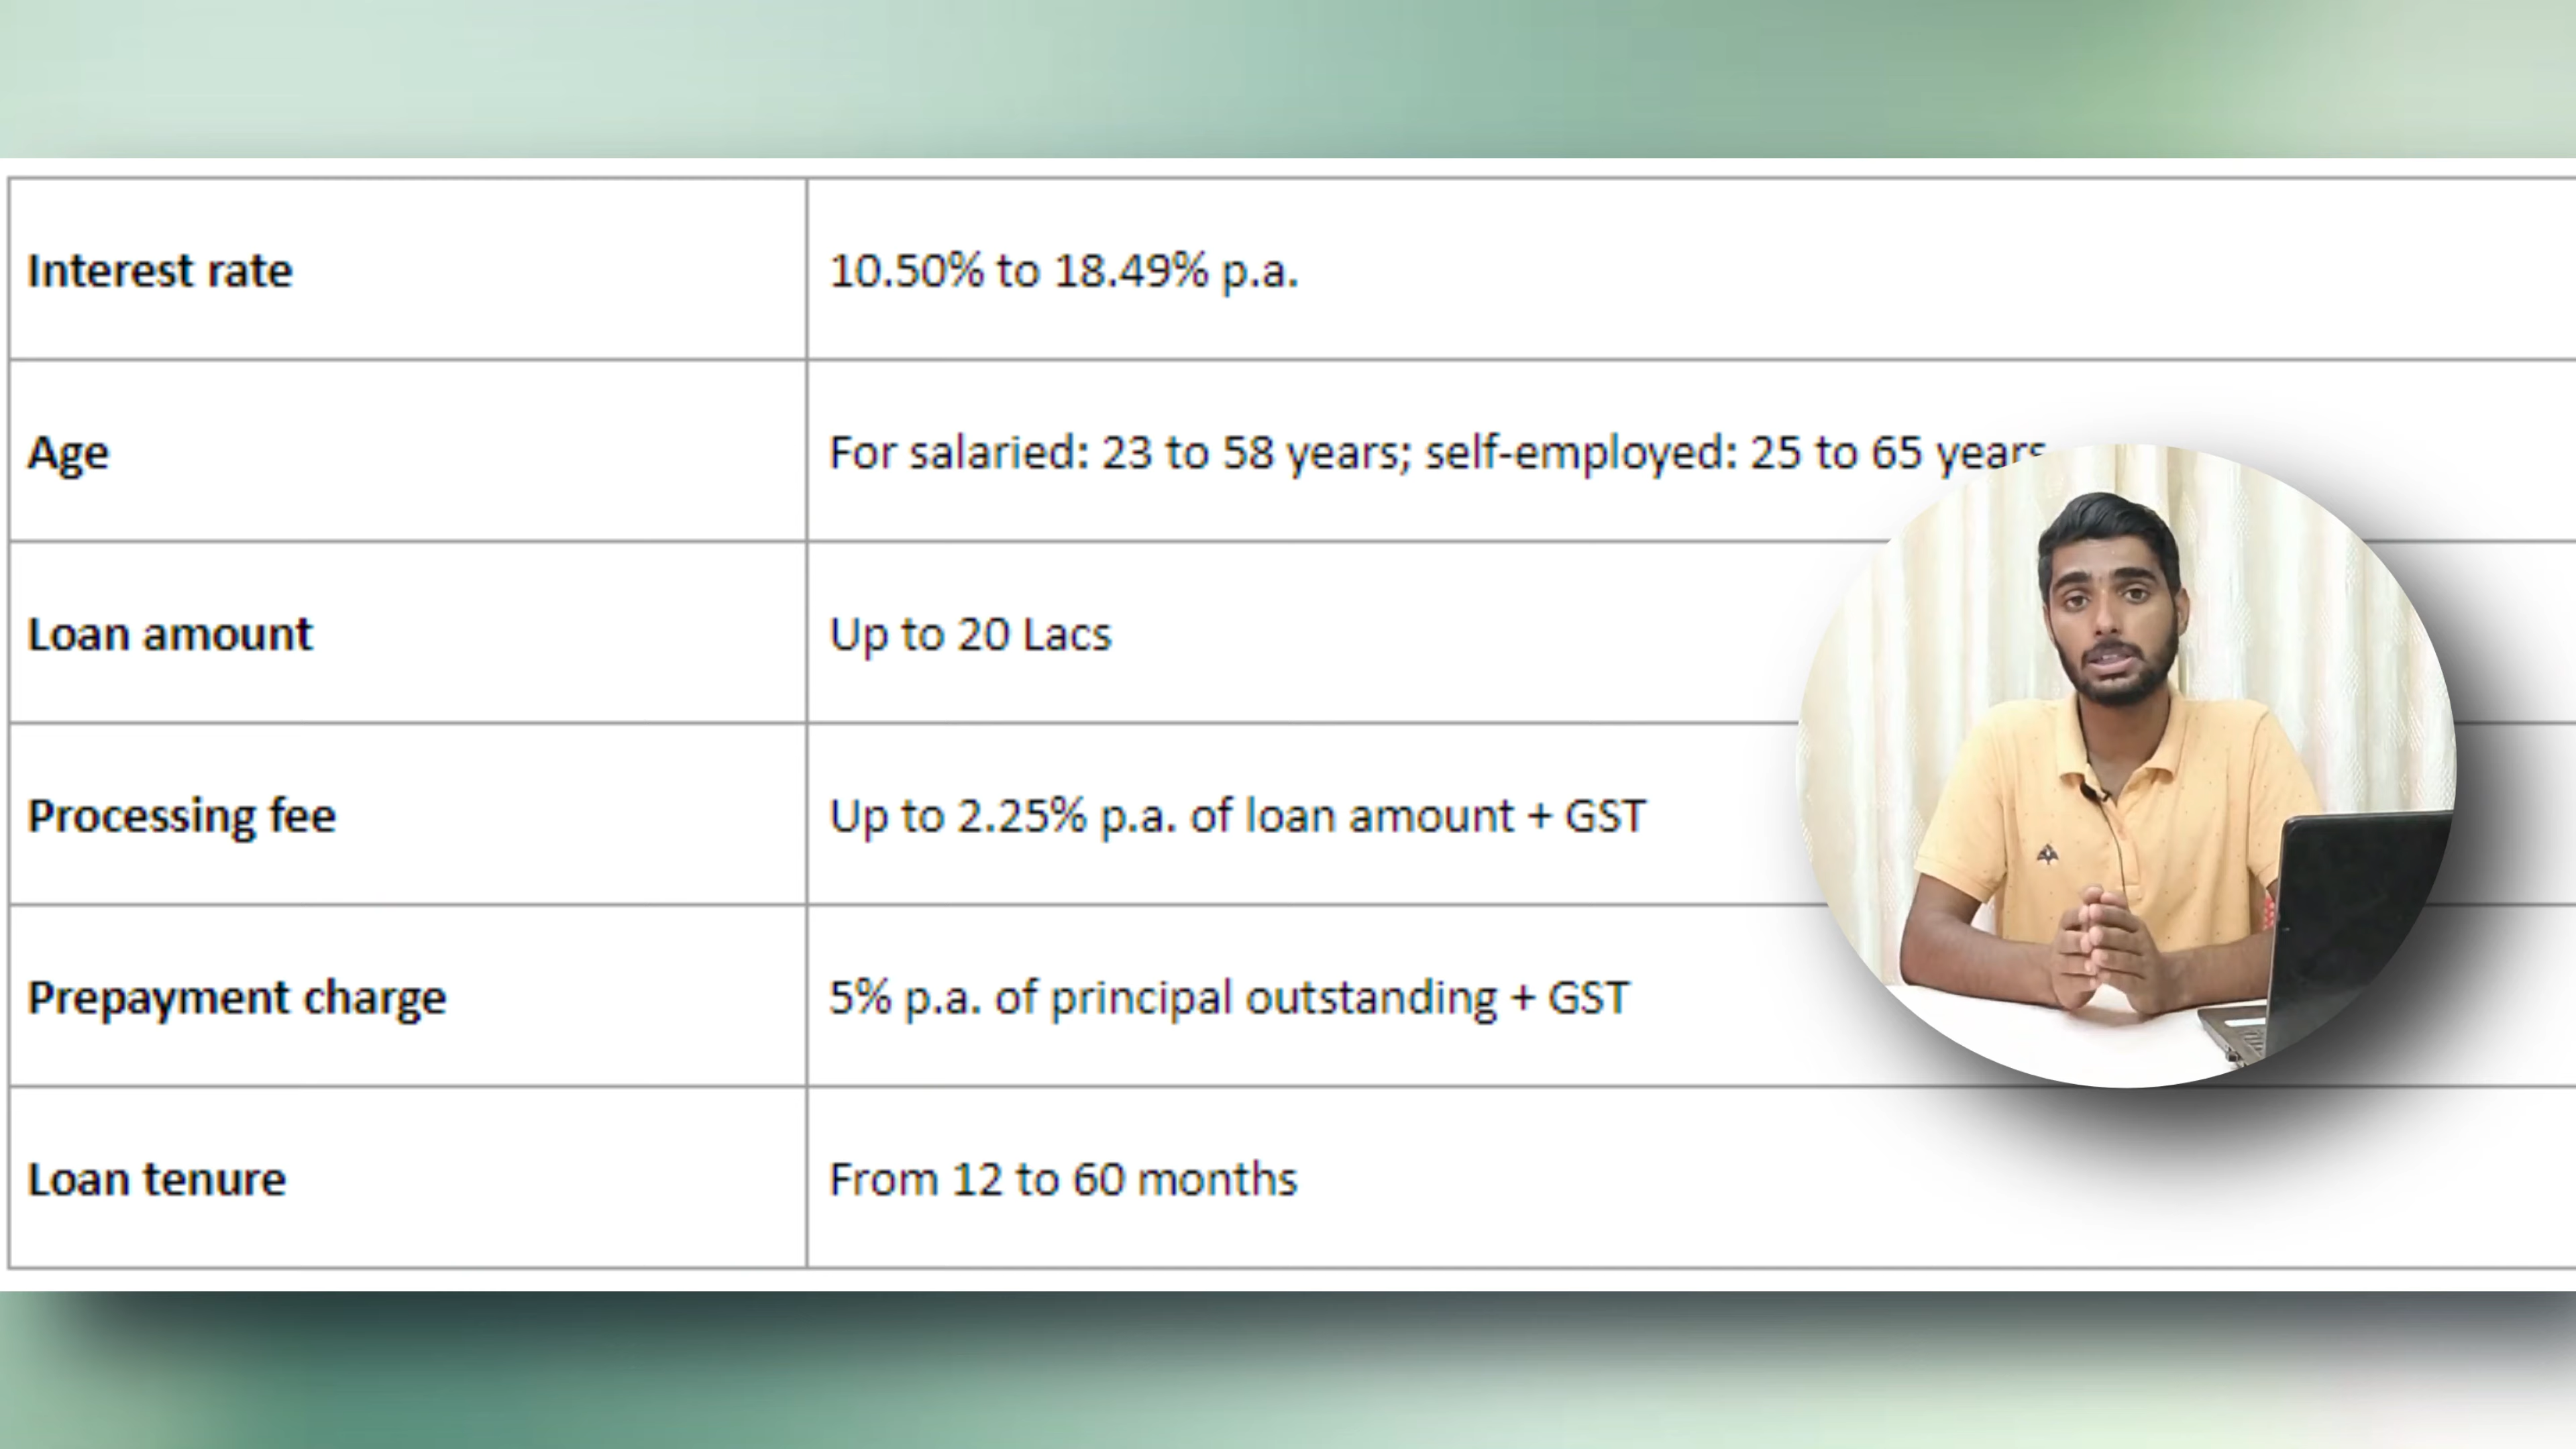 Interest rate 10.50% to 18.49% p.a.
Age For salaried: 23 to 58 years; self-employed: 25 to 65 years
Loan amount Up to 20 Lacs
Processing fee Up to 2.25% p.a. of loan amount + GST
Prepayment charge 5% p.a. of principal outstanding + GST
Loan tenure From 12 to 60 months